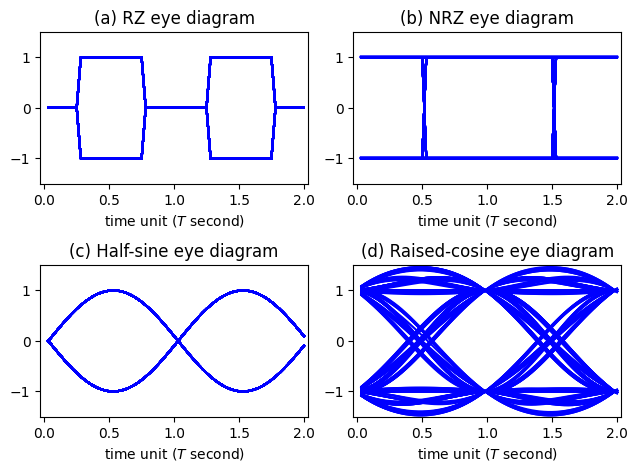 (a) RZ eye diagram
1
0
−1
0.0 0.5 1.0 1.5 2.0
time unit (T second)
(b) NRZ eye diagram
1
0
−1
0.0 0.5 1.0 1.5 2.0
time unit (T second)
(c) Half-sine eye diagram
1
0
−1
0.0 0.5 1.0 1.5 2.0
time unit (T second)
(d) Raised-cosine eye diagram
1
0
−1
0.0 0.5 1.0 1.5 2.0
time unit (T second)